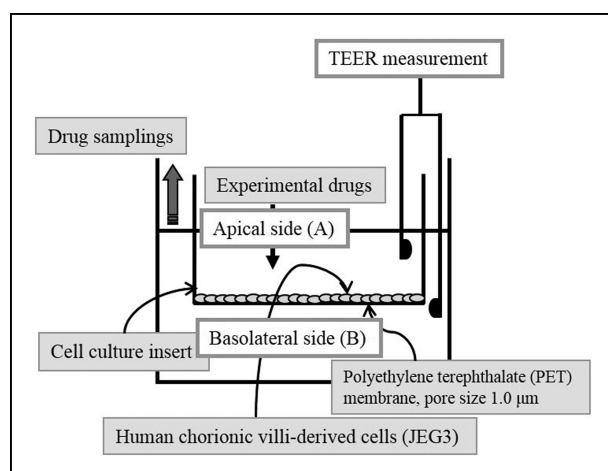 TEER measurement
Drug samplings
Experimental drugs
Apical side (A)
Basolateral side (B)
Cell culture insert
Polyethylene terephthalate (PET)
membrane, pore size 1.0 μm
Human chorionic villi-derived cells (JEG3)